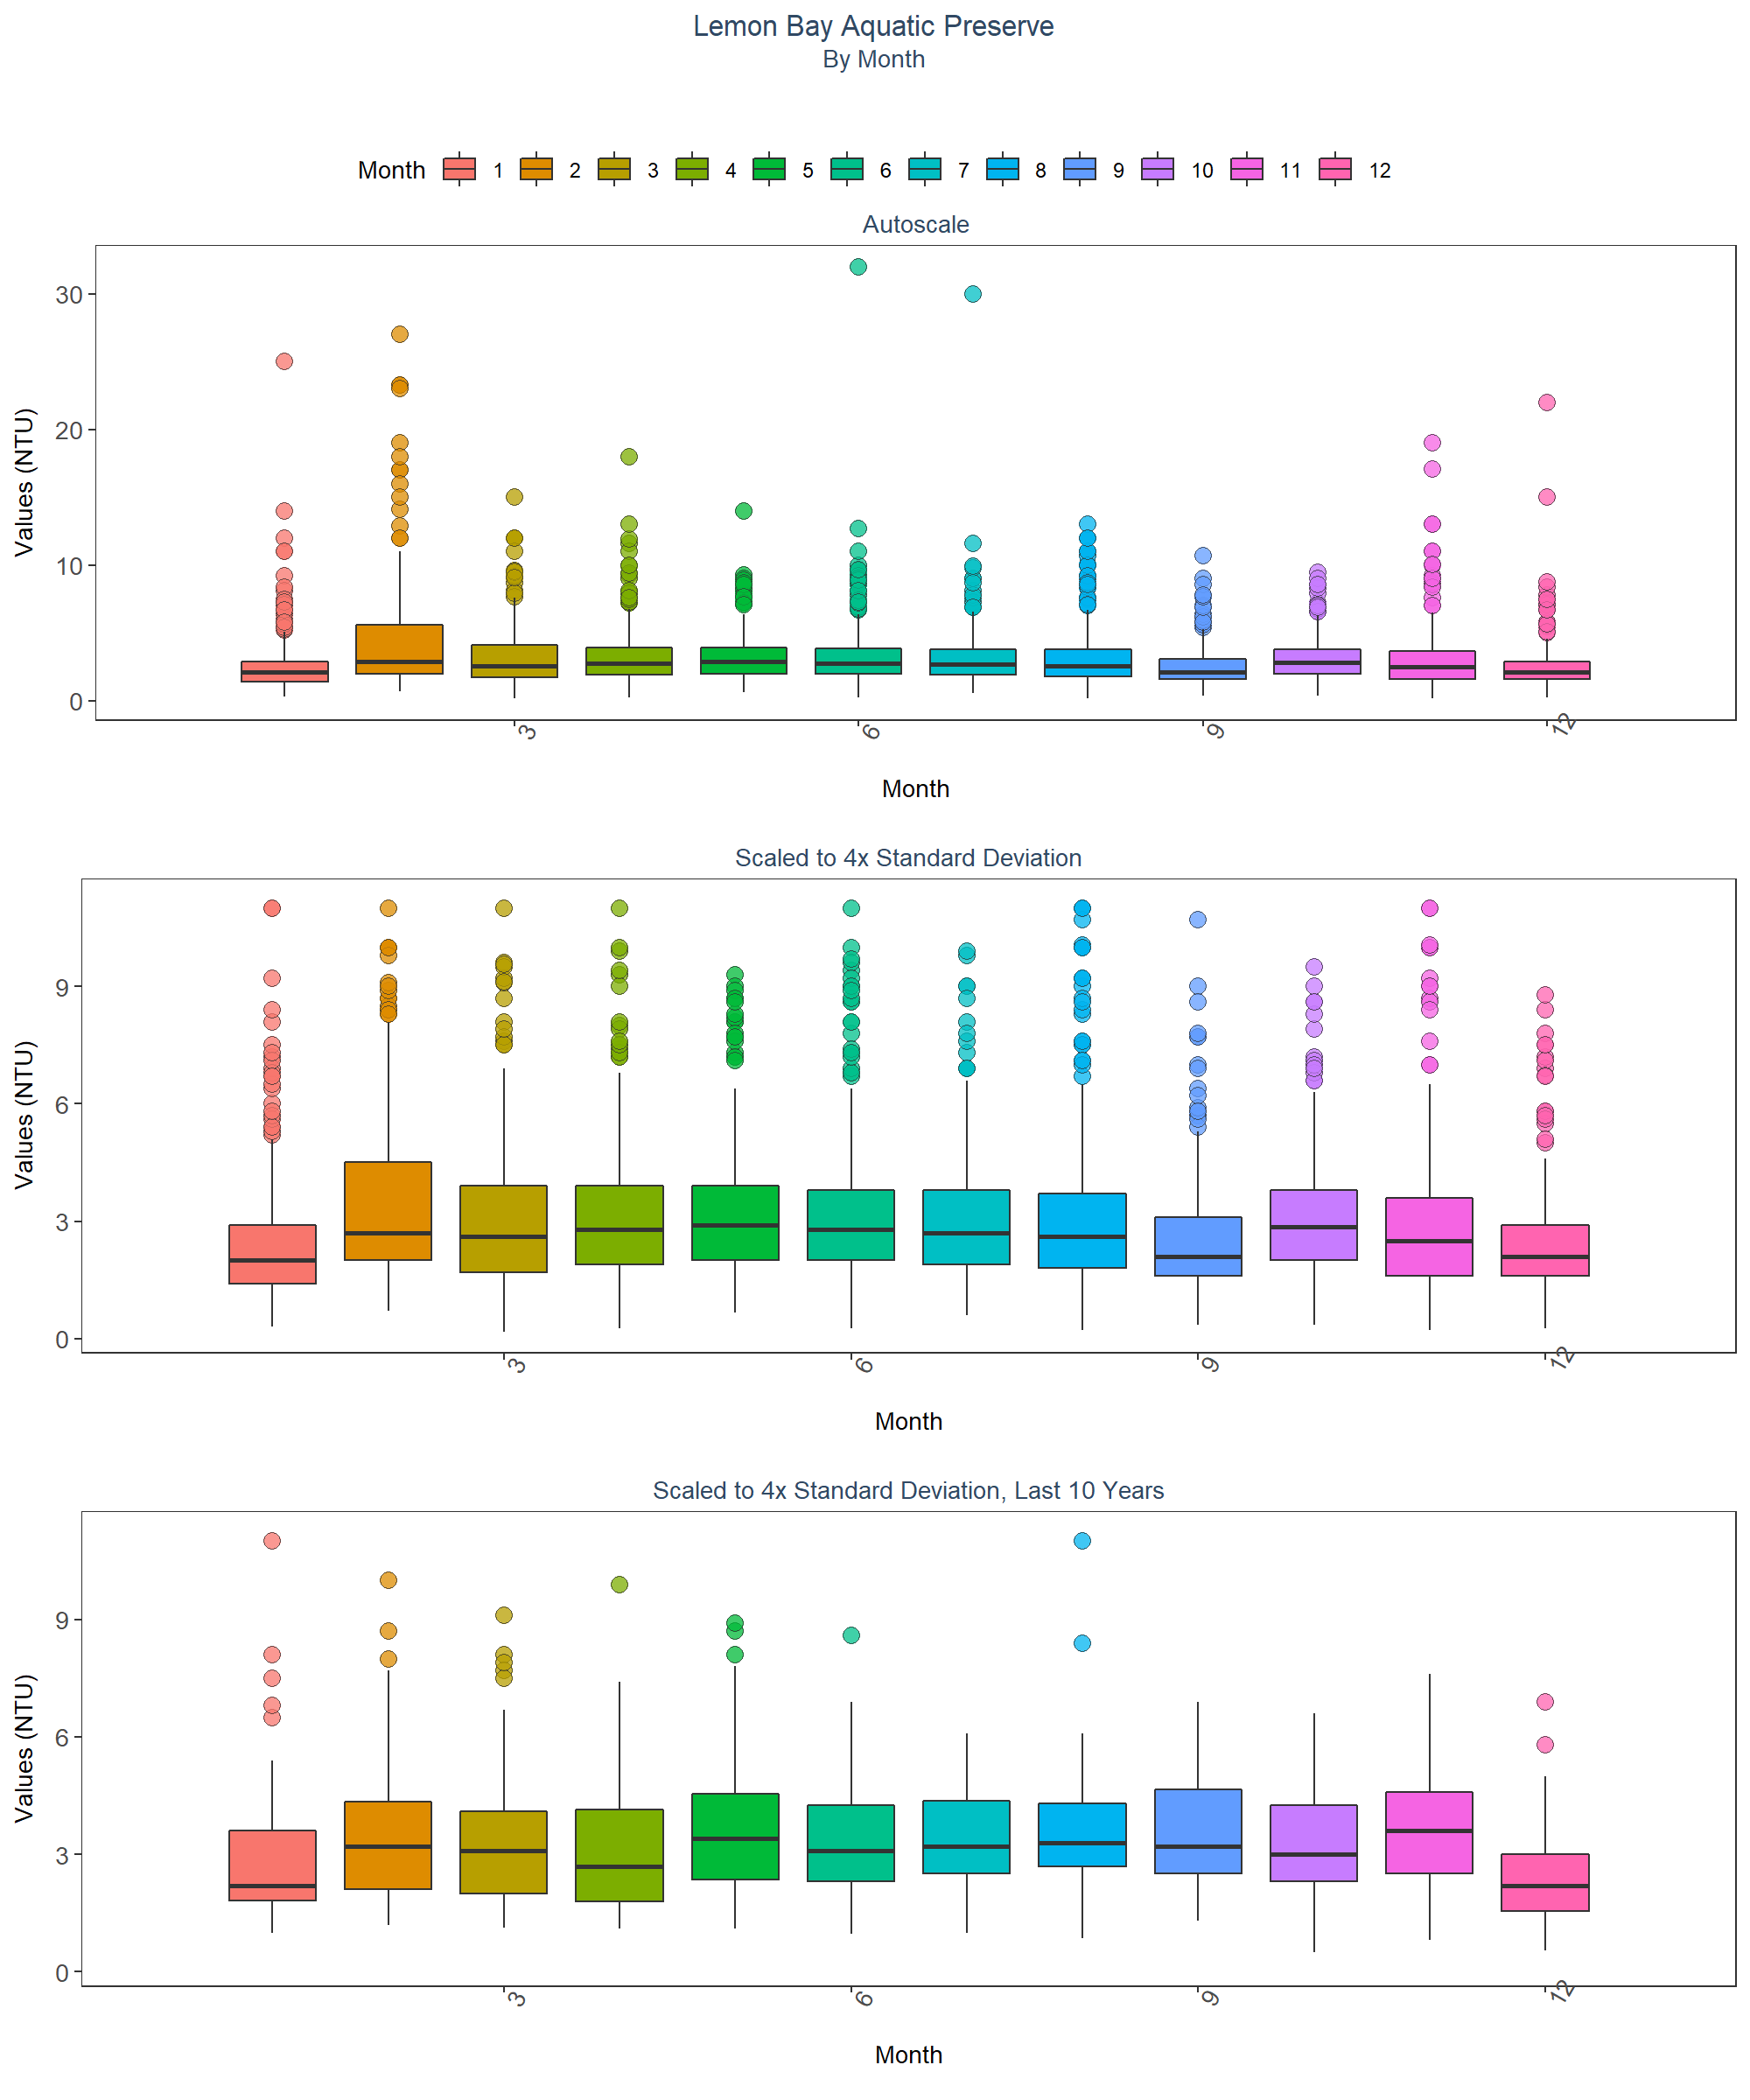 Lemon Bay Aquatic Preserve
By Month
Month 1 2 3 4 5 6 7 8 9 10 11 12
Autoscale
Values (NTU)
30
20
10
0
3 6 9 12
Month
Scaled to 4x Standard Deviation
Values (NTU)
9
6
3
0
3 6 9 12
Month
Scaled to 4x Standard Deviation, Last 10 Years
Values (NTU)
9
6
3
0
3 6 9 12
Month